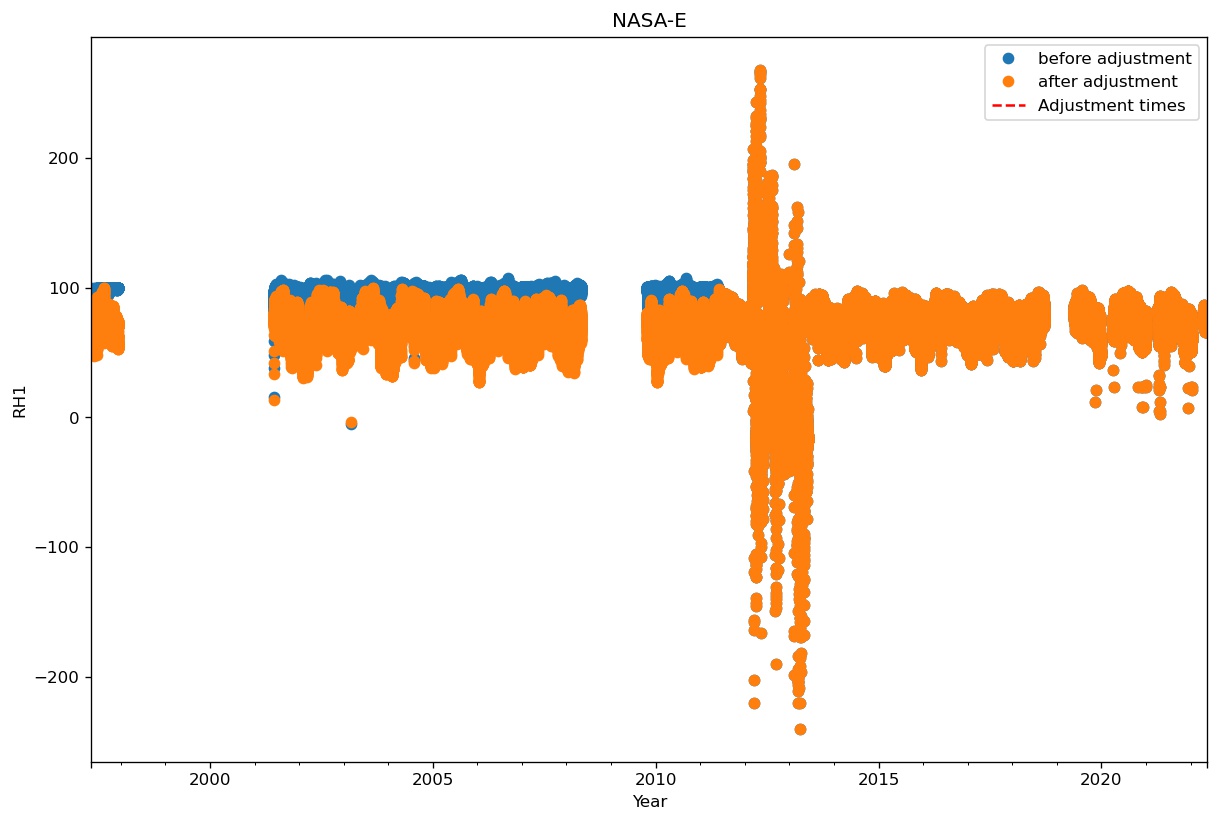 NASA-E
before adjustment
after adjustment
Adjustment times
200
100
0
−100
−200
RH1
2000 2005 2010 2015 2020
Year